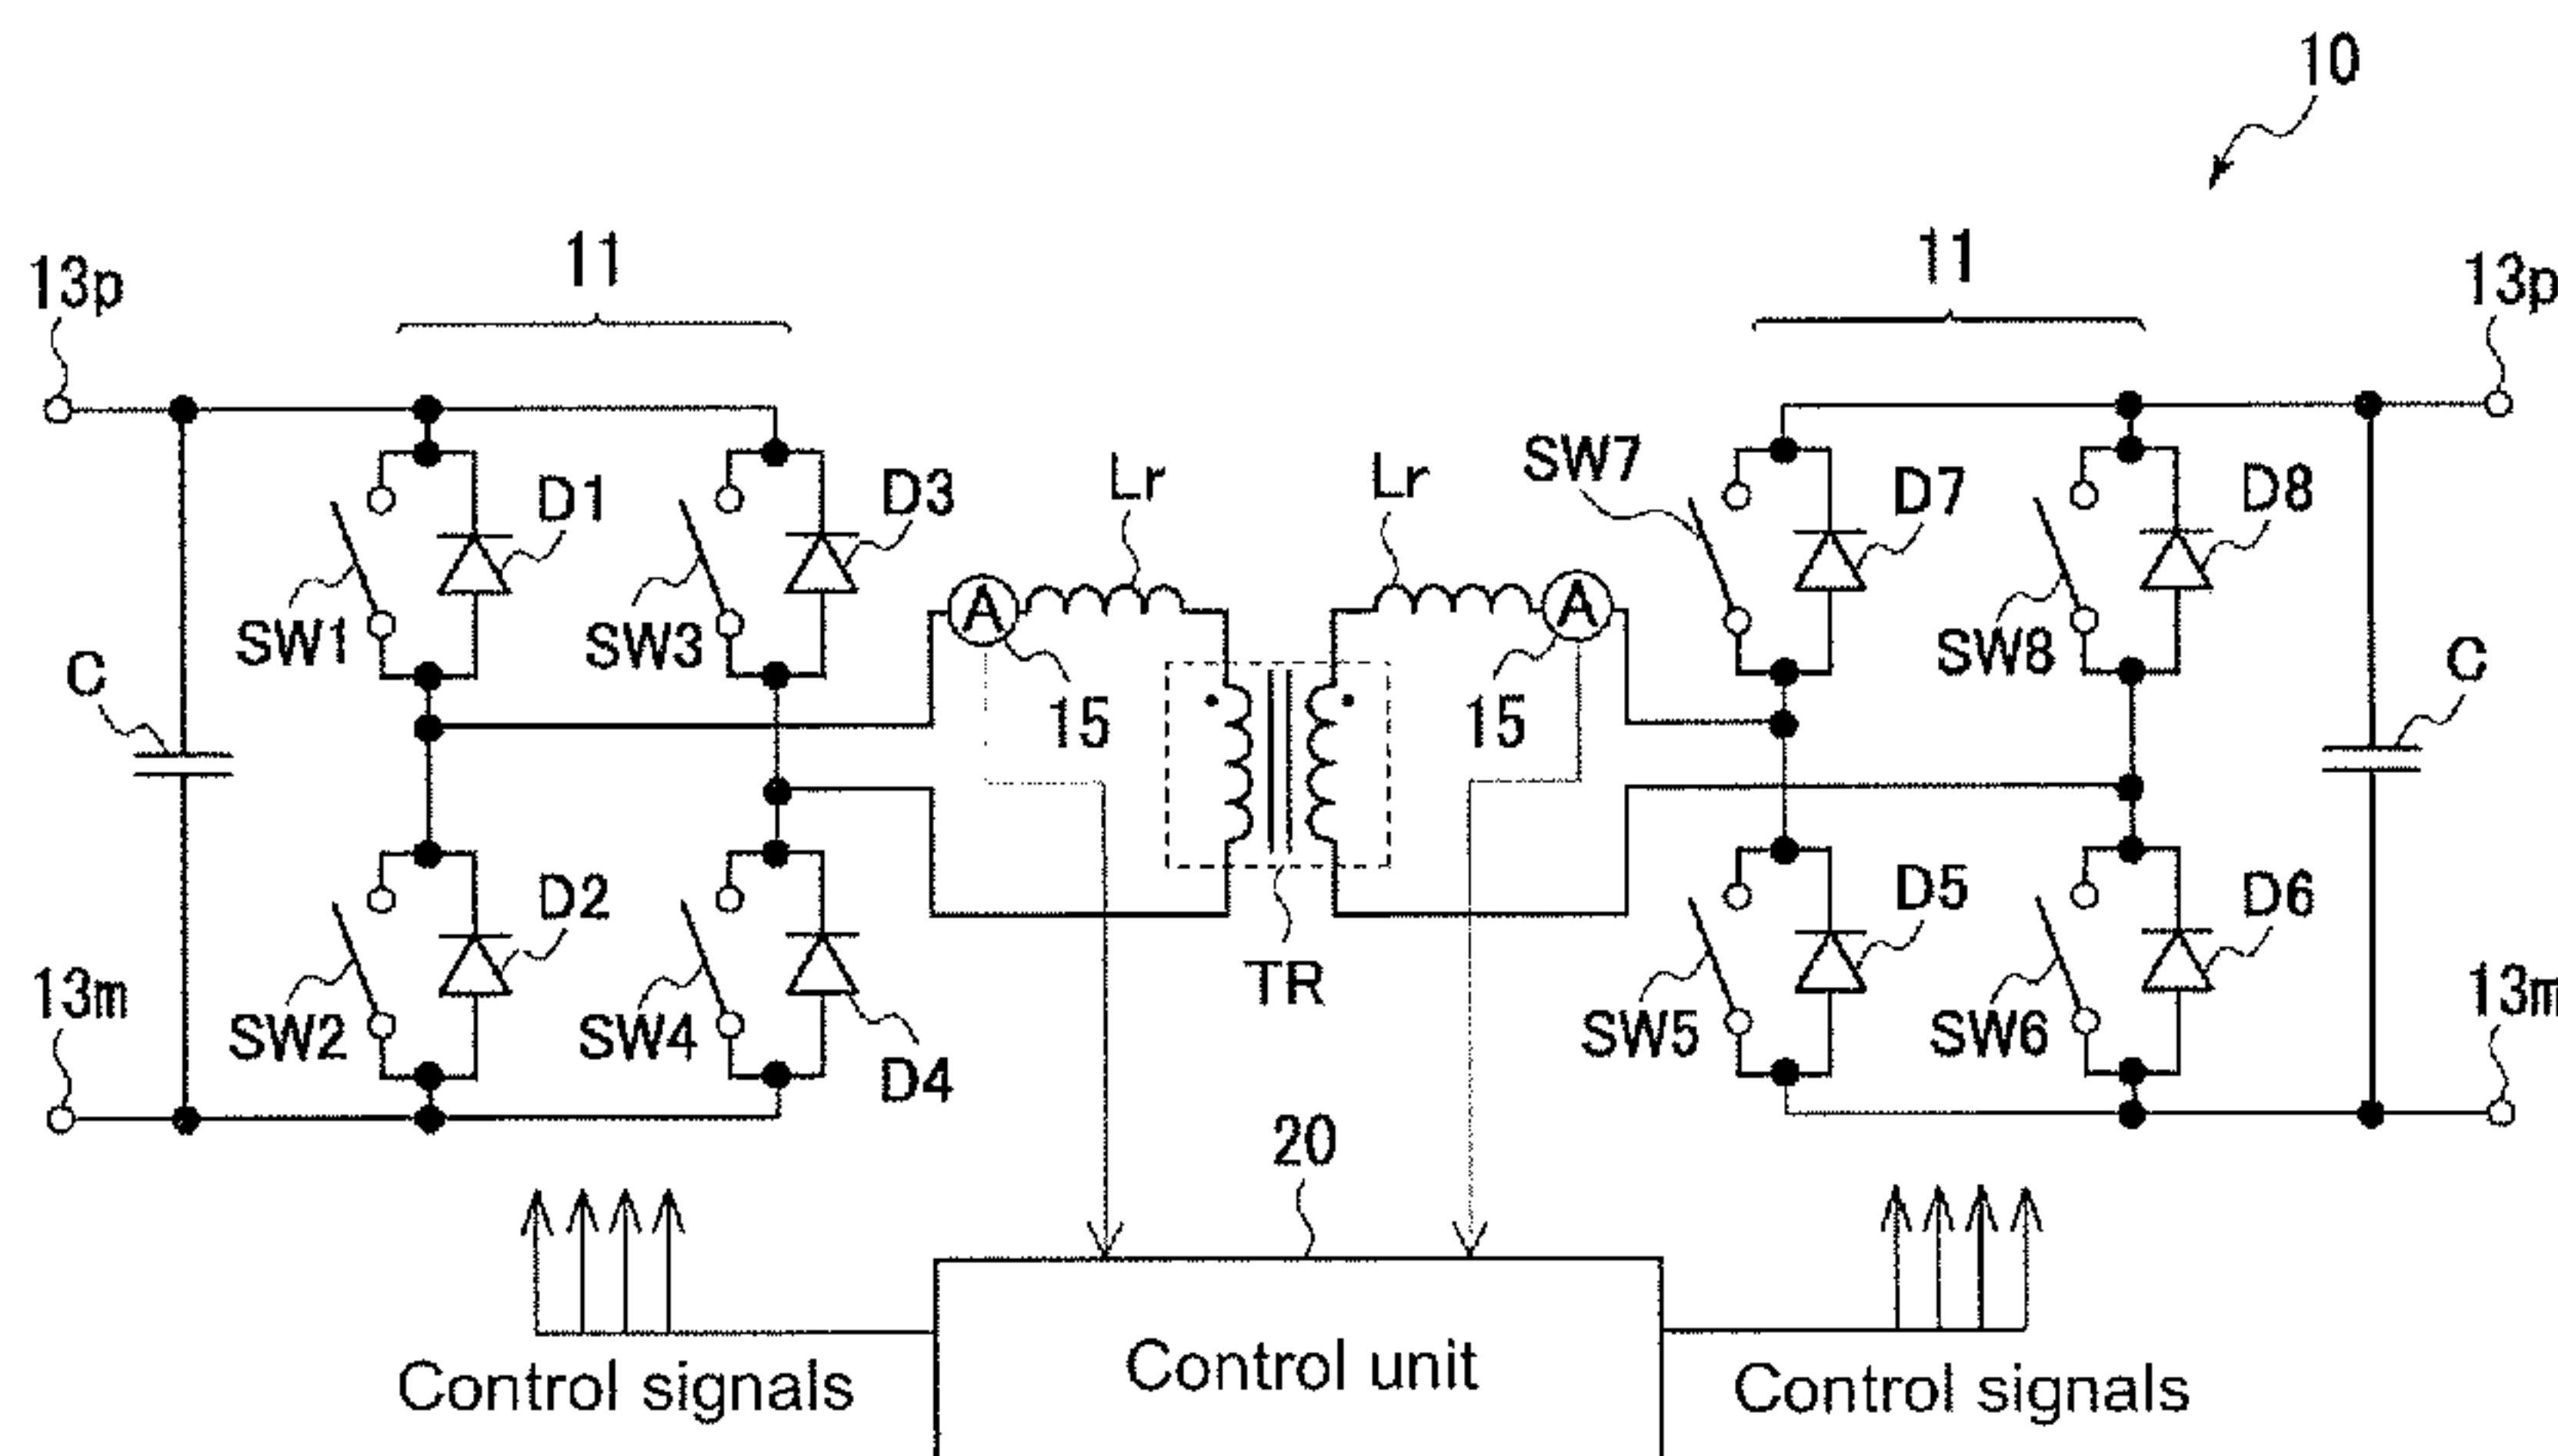 10
11
11
13p
13p
SW7
Lr
Lr
D1
D3
D7
D8
SW1
SW3
SW8
C
C
A
A
15
15
D2
D5
D6
13m
13m
TR
SW2
SW4
SW5
SW6
D4
20
Control unit
Control signals
Control signals